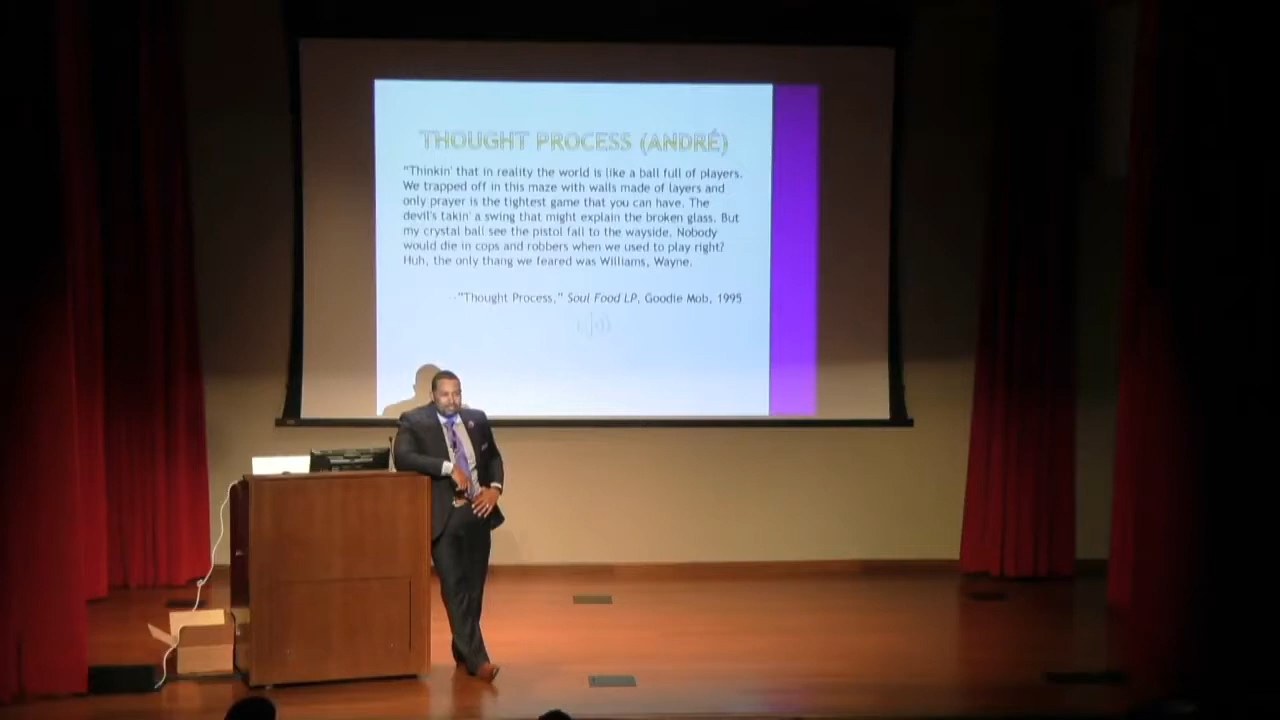 THOUGHT PROCESS (ANDRÉ)
"Thinkin' that in reality the world is like a ball full of players.
We trapped off in this maze with walls made of layers and
only prayer is the tightest game that you can have. The
devil's takin' a swing that might explain the broken glass. But
my crystal ball see the pistol fall to the wayside. Nobody
would die in cops and robbers when we used to play right?
Huh, the only thang we feared was Williams, Wayne.
-"Thought Process," Soul Food LP, Goodie Mob, 1995